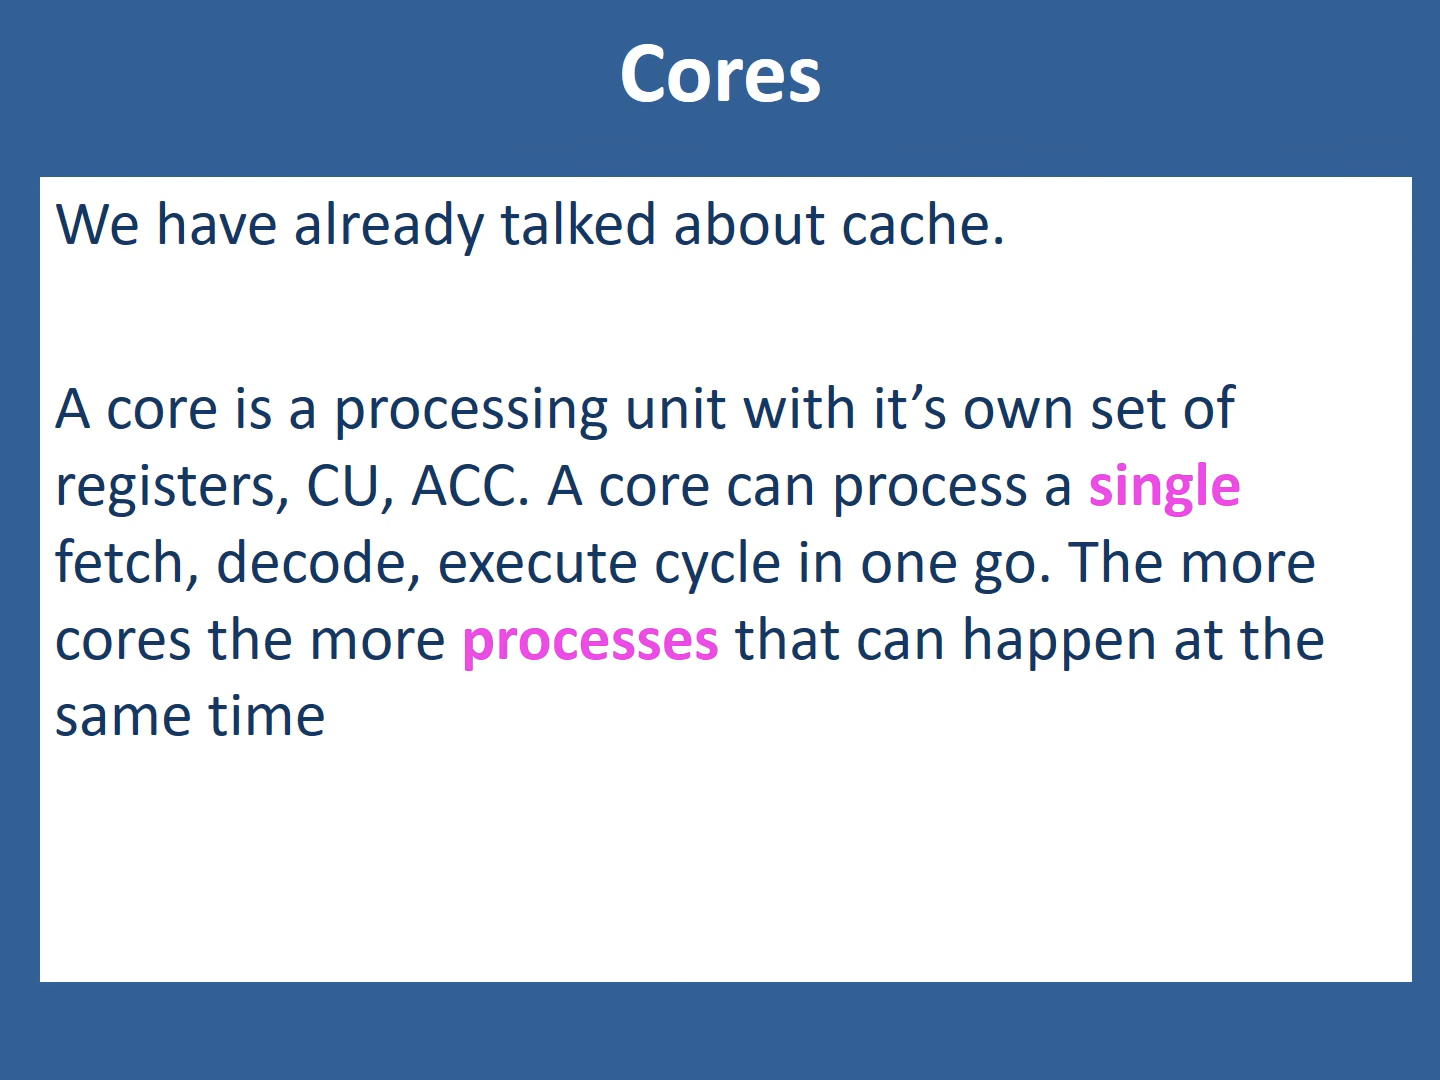 Cores
We have already talked about cache.
A core is a processing unit with it’s own set of
registers, CU, ACC. A core can process a single
fetch, decode, execute cycle in one go. The more
cores the more processes that can happen at the
same time